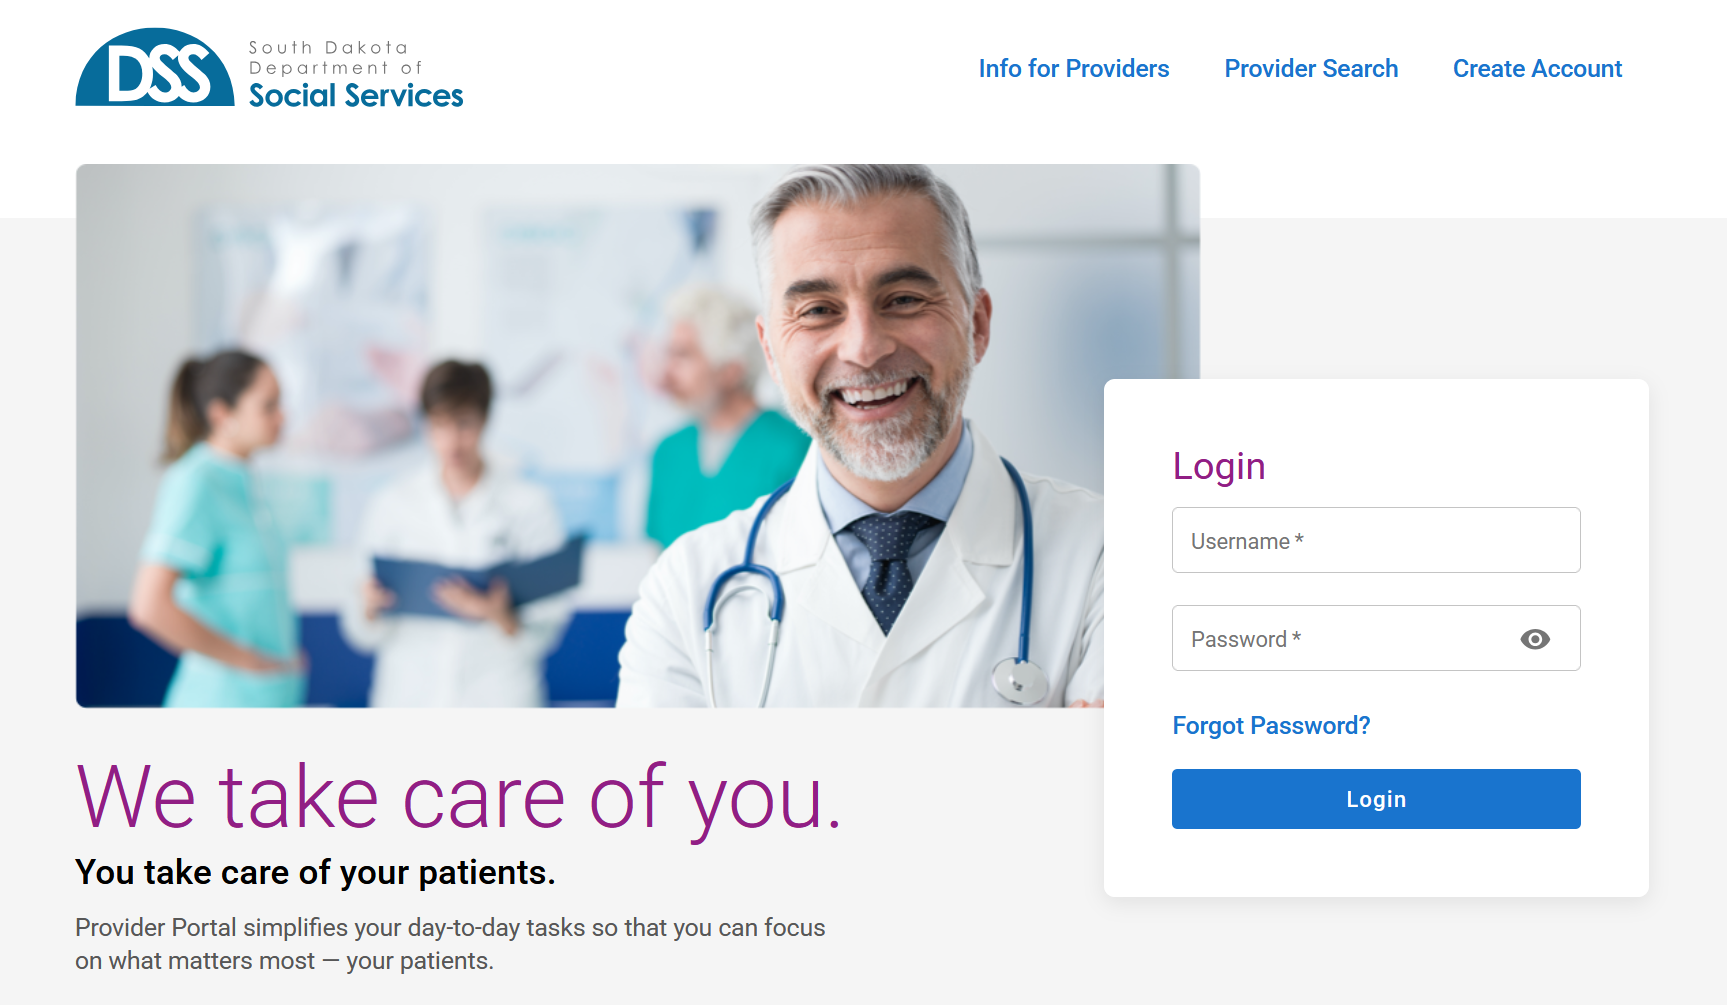 DSS
South Dakota
Department of
Social Services
Info for Providers
Provider Search
Create Account
Login
Username *
Password *
Forgot Password?
Login
We take care of you.
You take care of your patients.
Provider Portal simplifies your day-to-day tasks so that you can focus
on what matters most — your patients.